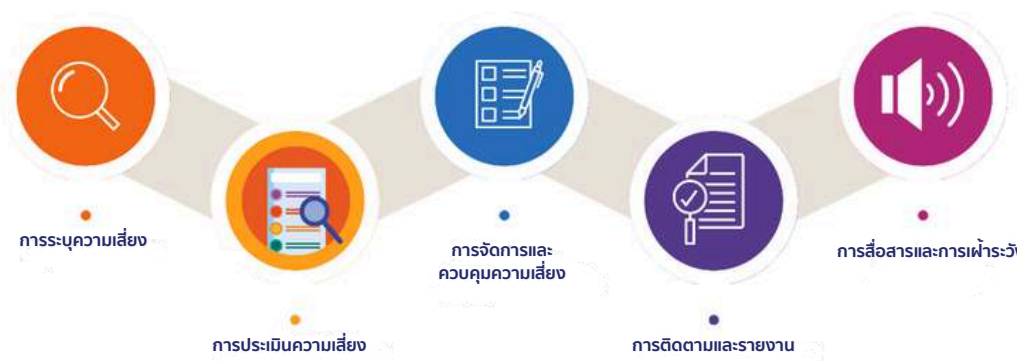 การระบุความเสี่ยง
การประเมินความเสี่ยง
การจัดการและ
ควบคุมความเสี่ยง
การติดตามและรายงาน
การสื่อสารและการเฝ้าระวัง